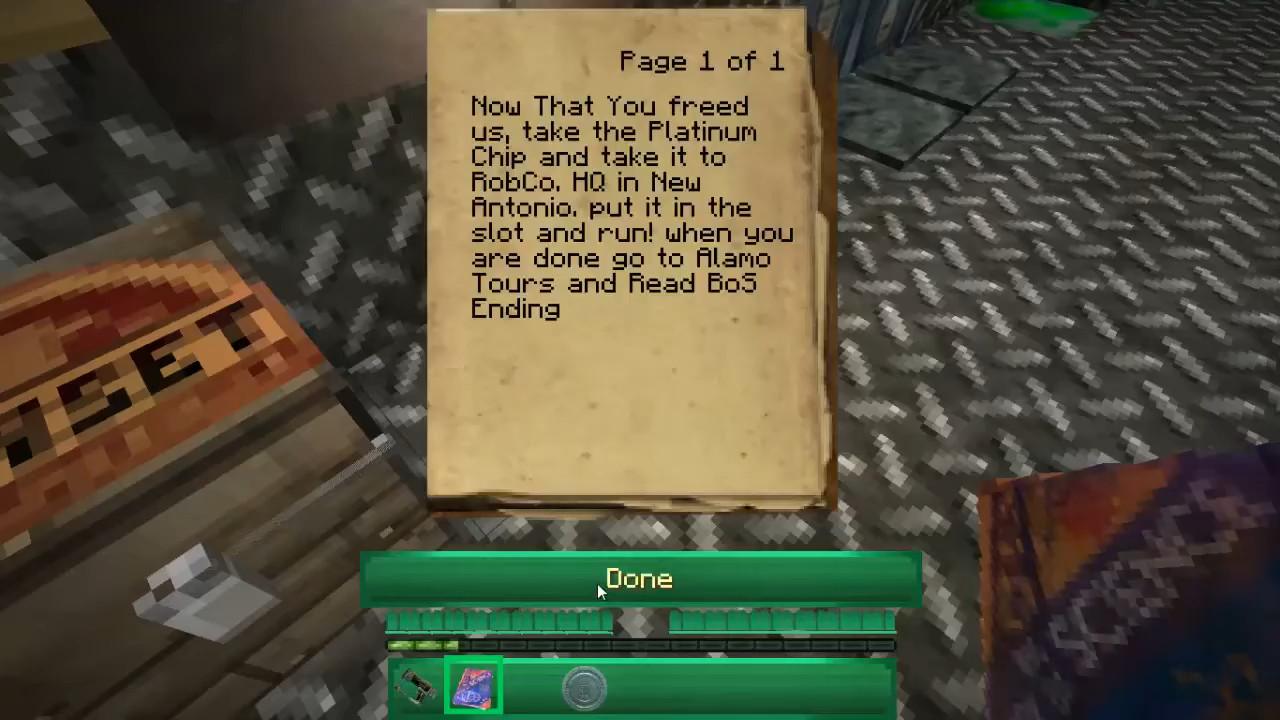 Page 1 of 1
Now That You freed
us, take the Platinum
Chip and take it to
RobCo. HQ in New
Antonio. put it in the
slot and run! when you
are done go to Alamo
Tours and Read BoS
Ending
NSET
Done